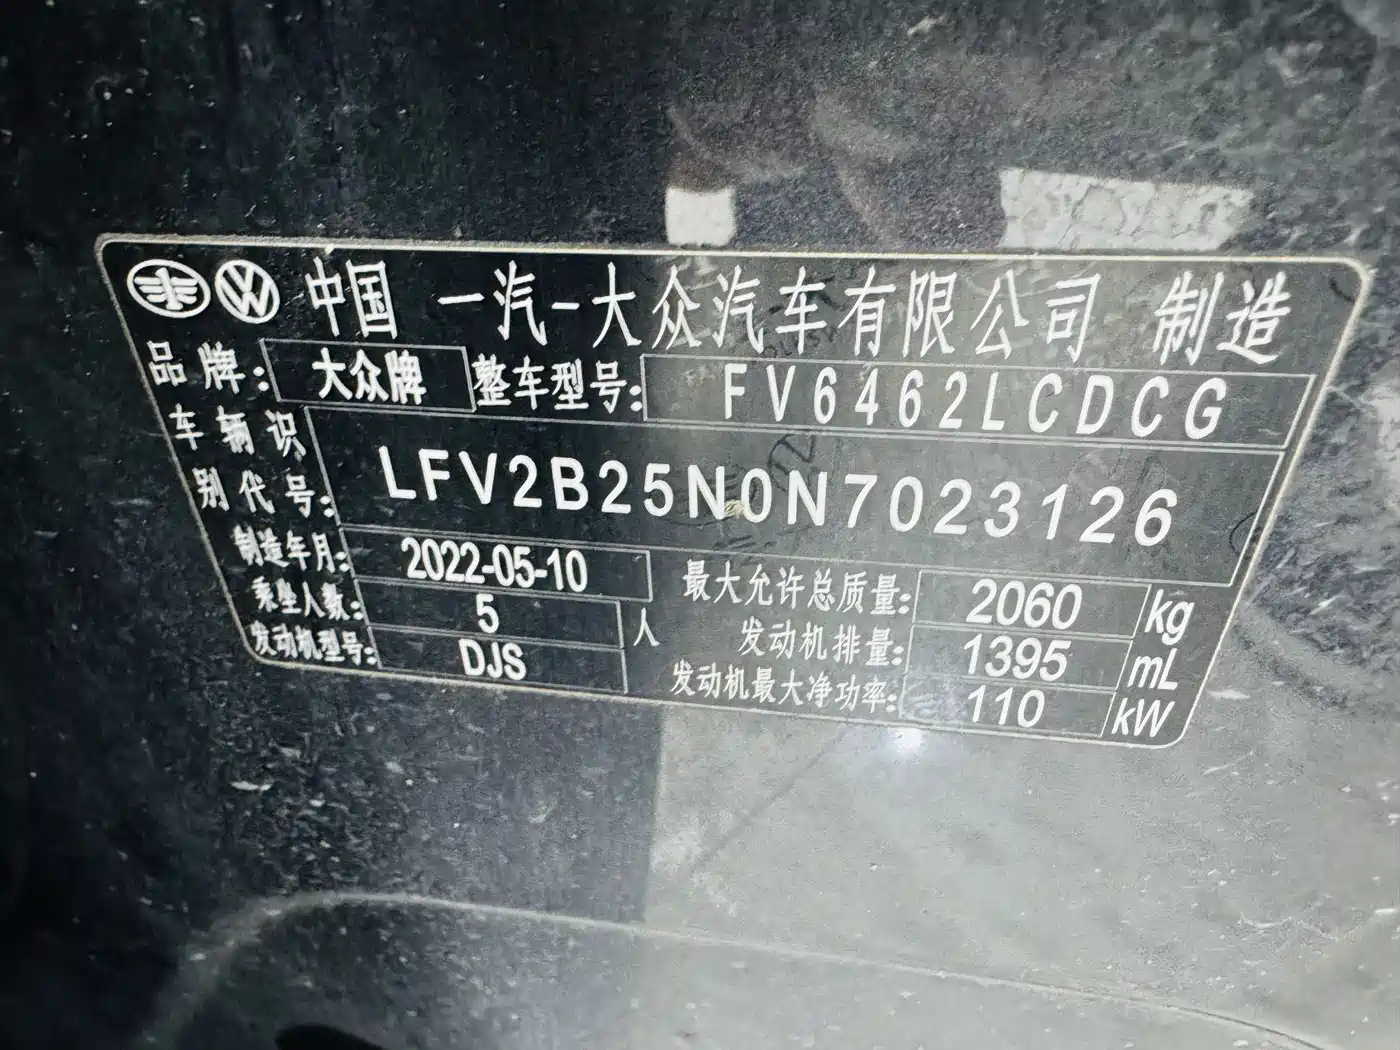 中国 一汽-大众汽车有限公司 制造
品牌: 大众牌 整车型号: FV6462LCDCG
车辆识别代号: LFV2B25N0N7023126
制造年月: 2022-05-10 最大允许总质量: 2060 kg
乘坐人数: 5 人 发动机排量: 1395 mL
发动机型号: DJS 发动机最大净功率: 110 kW